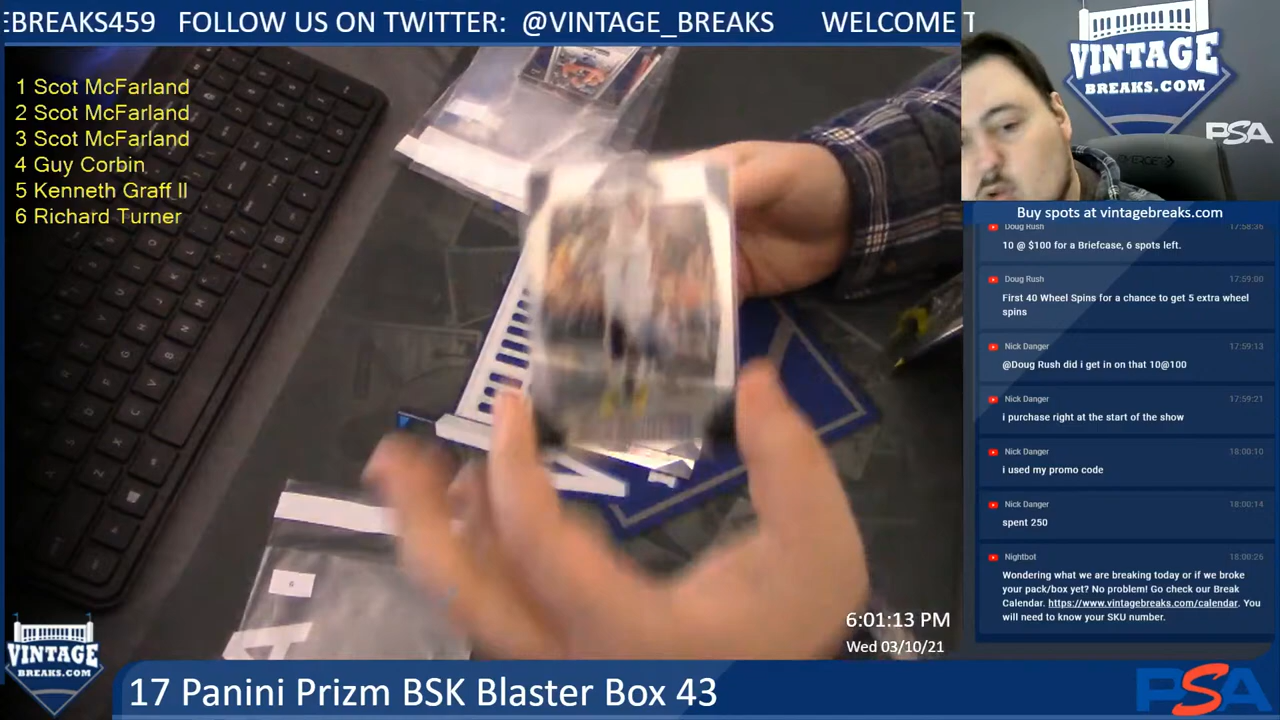 EBREAKS459 FOLLOW US ON TWITTER: @VINTAGE_BREAKS WELCOME T
1 Scot McFarland
2 Scot McFarland
3 Scot McFarland
4 Guy Corbin
5 Kenneth Graff II
6 Richard Turner
VINTAGE
BREAKS.COM
PSA
Buy spots at vintagebreaks.com
Doug Rush 17:58:36
10 @ $100 for a Briefcase, 6 spots left.
Doug Rush 17:59:00
First 40 Wheel Spins for a chance to get 5 extra wheel
spins
Nick Danger 17:59:13
@Doug Rush did i get in on that 10@100
Nick Danger 17:59:21
i purchase right at the start of the show
Nick Danger 18:00:10
i used my promo code
Nick Danger 18:00:14
spent 250
Nightbot 18:00:26
Wondering what we are breaking today or if we broke
your pack/box yet? No problem! Go check our Break
Calendar. https://www.vintagebreaks.com/calendar. You
will need to know your SKU number.
6:01:13 PM
Wed 03/10/21
VINTAGE
BREAKS.COM
17 Panini Prizm BSK Blaster Box 43
PSA